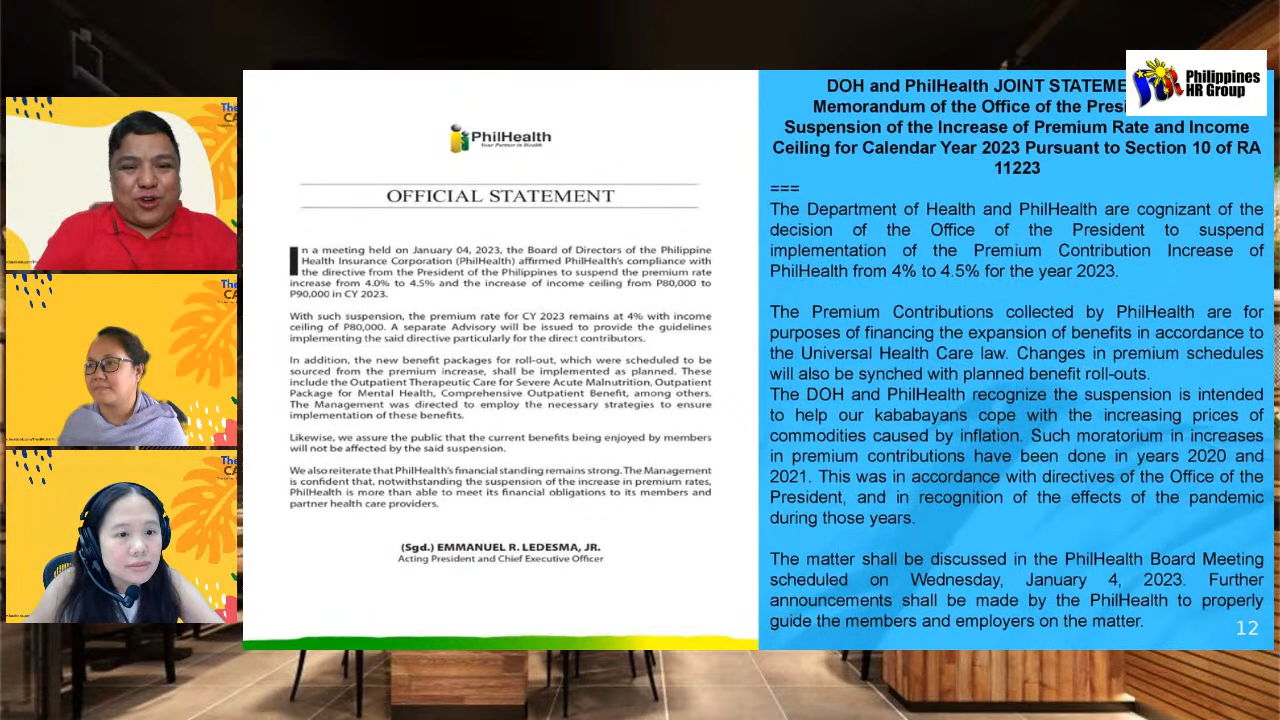 The
CA
The
CA
The
CA
PhilHealth
Your Partner in Health
OFFICIAL STATEMENT
In a meeting held on January 04, 2023, the Board of Directors of the Philippine
Health Insurance Corporation (PhilHealth) affirmed PhilHealth's compliance with
the directive from the President of the Philippines to suspend the premium rate
increase from 4.0% to 4.5% and the increase of income ceiling from P80,000 to
P90,000 in CY 2023.
With such suspension, the premium rate for CY 2023 remains at 4% with income
ceiling of P80,000. A separate Advisory will be issued to provide the guidelines
implementing the said directive particularly for the direct contributors.
In addition, the new benefit packages for roll-out, which were scheduled to be
sourced from the premium increase, shall be implemented as planned. These
include the Outpatient Therapeutic Care for Severe Acute Malnutrition, Outpatient
Package for Mental Health, Comprehensive Outpatient Benefit, among others.
The Management was directed to employ the necessary strategies to ensure
implementation of these benefits.
Likewise, we assure the public that the current benefits being enjoyed by members
will not be affected by the said suspension.
We also reiterate that PhilHealth's financial standing remains strong. The Management
is confident that, notwithstanding the suspension of the increase in premium rates,
PhilHealth is more than able to meet its financial obligations to its members and
partner health care providers.
(Sgd.) EMMANUEL R. LEDESMA, JR.
Acting President and Chief Executive Officer
Philippines
HR Group
DOH and PhilHealth JOINT STATEME
Memorandum of the Office of the Presi
Suspension of the Increase of Premium Rate and Income
Ceiling for Calendar Year 2023 Pursuant to Section 10 of RA
11223
===
The Department of Health and PhilHealth are cognizant of the
decision of the Office of the President to suspend
implementation of the Premium Contribution Increase of
PhilHealth from 4% to 4.5% for the year 2023.
The Premium Contributions collected by PhilHealth are for
purposes of financing the expansion of benefits in accordance to
the Universal Health Care law. Changes in premium schedules
will also be synched with planned benefit roll-outs.
The DOH and PhilHealth recognize the suspension is intended
to help our kababayans cope with the increasing prices of
commodities caused by inflation. Such moratorium in increases
in premium contributions have been done in years 2020 and
2021. This was in accordance with directives of the Office of the
President, and in recognition of the effects of the pandemic
during those years.
The matter shall be discussed in the PhilHealth Board Meeting
scheduled on Wednesday, January 4, 2023. Further
announcements shall be made by the PhilHealth to properly
guide the members and employers on the matter.
12